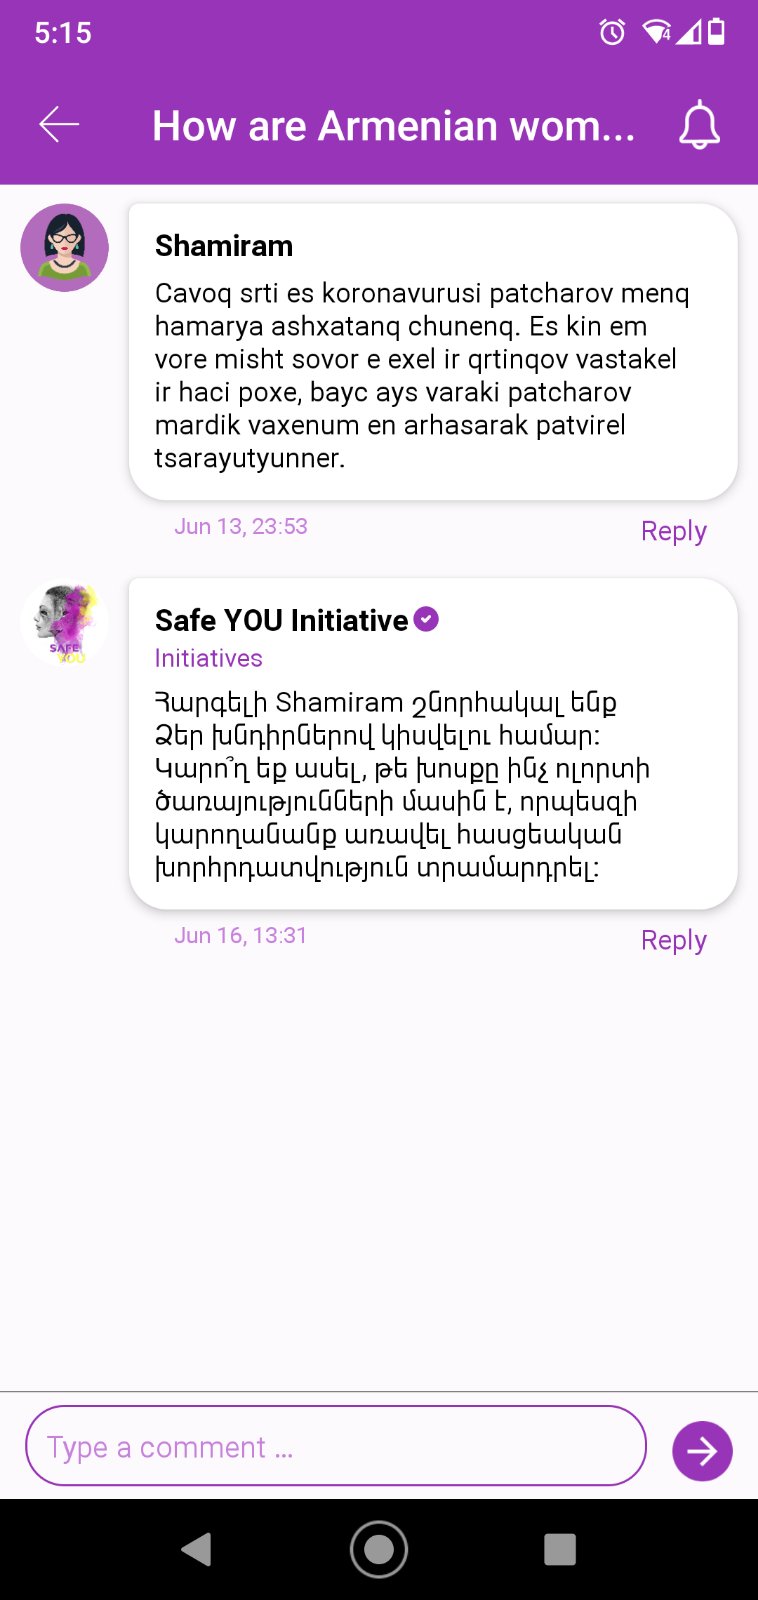 5:15
How are Armenian wom...
Shamiram
Cavoq srti es koronavurusi patcharov menq
hamarya ashxatanq chunenq. Es kin em
vore misht sovor e exel ir qrtinqov vastakel
ir haci poxe, bayc ays varaki patcharov
mardik vaxenum en arhasarak patvirel
tsarayutyunner.
Jun 13, 23:53
Reply
SAFE
YOU
Safe YOU Initiative
Initiatives
Հարգելի Shamiram շնորհակալ ենք
Ձեր խնդիրներով կիսվելու համար:
Կարո՞ղ եք ասել, թե խոսքը ինչ ոլորտի
ծառայությունների մասին է, որպեսզի
կարողանանք առավել հասցեական
խորհրդատվություն տրամարդրել:
Jun 16, 13:31
Reply
Type a comment ...